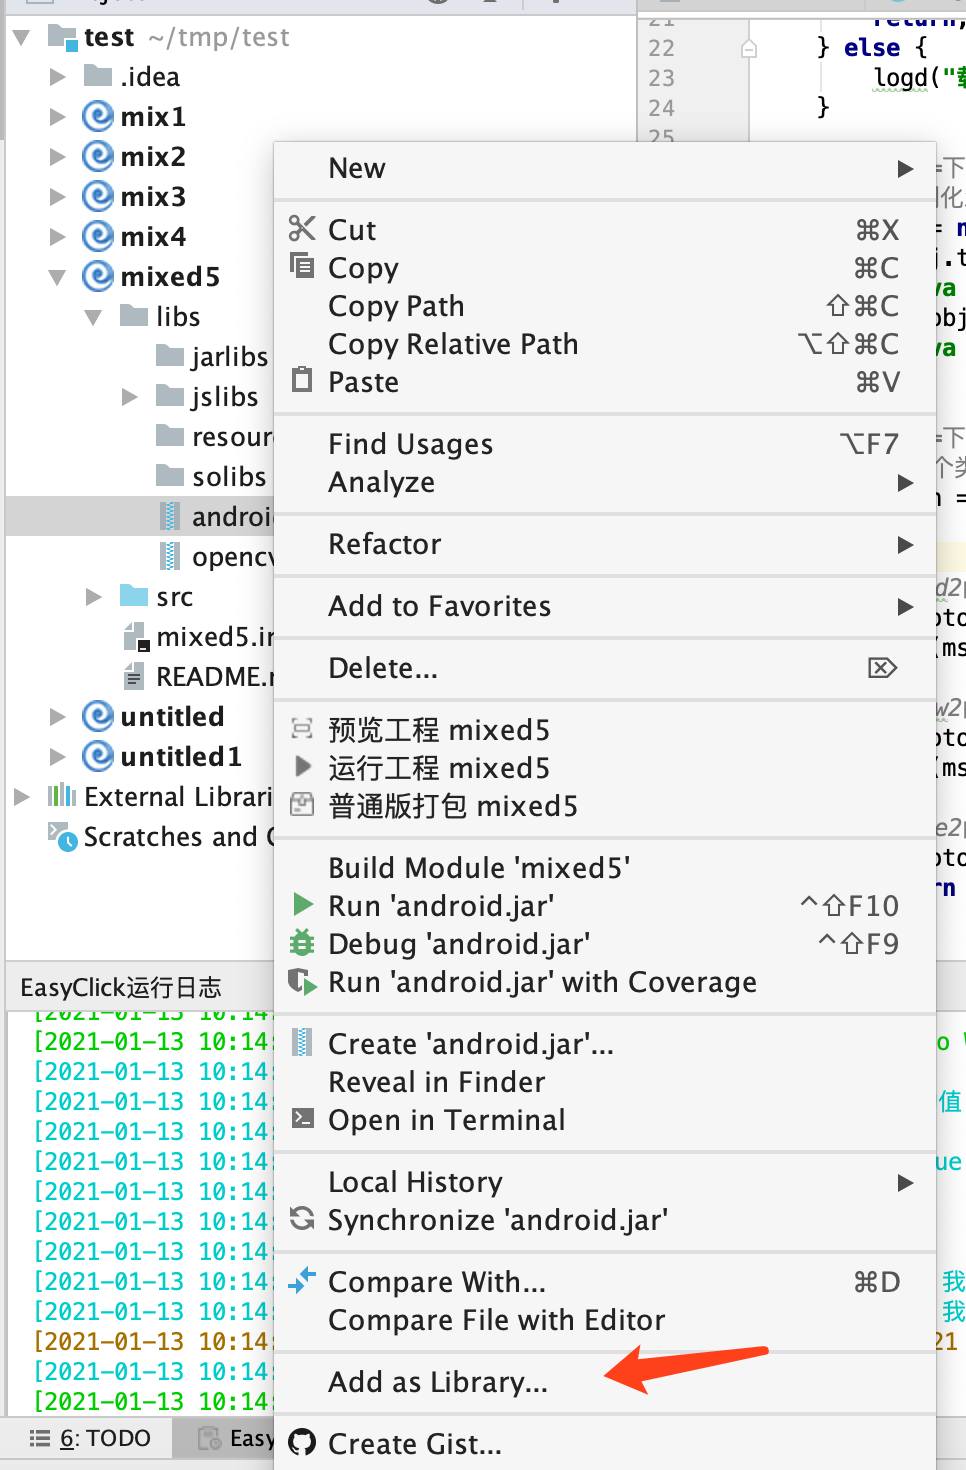 test ~/tmp/test
.idea
mix1
mix2
mix3
mix4
mixed5
libs
jarlibs
jslibs
resour
solibs
androi
opencv
src
mixed5.i
README.
untitled
untitled1
External Librari
Scratches and
21 return,
22 } else {
23 logd("
24 }
25
New
Cut ⌘X
Copy ⌘C
Copy Path ⇧⌘C
Copy Relative Path ⌥⇧⌘C
Paste ⌘V
Find Usages ⌥F7
Analyze
Refactor
Add to Favorites
Delete... ⌦
预览工程 mixed5
运行工程 mixed5
普通版打包 mixed5
Build Module 'mixed5'
Run 'android.jar' ^⇧F10
Debug 'android.jar' ^⇧F9
Run 'android.jar' with Coverage
Create 'android.jar'...
Reveal in Finder
Open in Terminal
Local History
Synchronize 'android.jar'
Compare With... ⌘D
Compare File with Editor
Add as Library...
Create Gist...
EasyClick运行日志
[2021-01-13 10:14:
[2021-01-13 10:14:
[2021-01-13 10:14:
[2021-01-13 10:14: 值
[2021-01-13 10:14:
[2021-01-13 10:14: ue
[2021-01-13 10:14:
[2021-01-13 10:14:
[2021-01-13 10:14:
[2021-01-13 10:14: 我
[2021-01-13 10:14: 我
[2021-01-13 10:14: 21
[2021-01-13 10:14:
[2021-01-13 10:14:
6: TODO
Easy